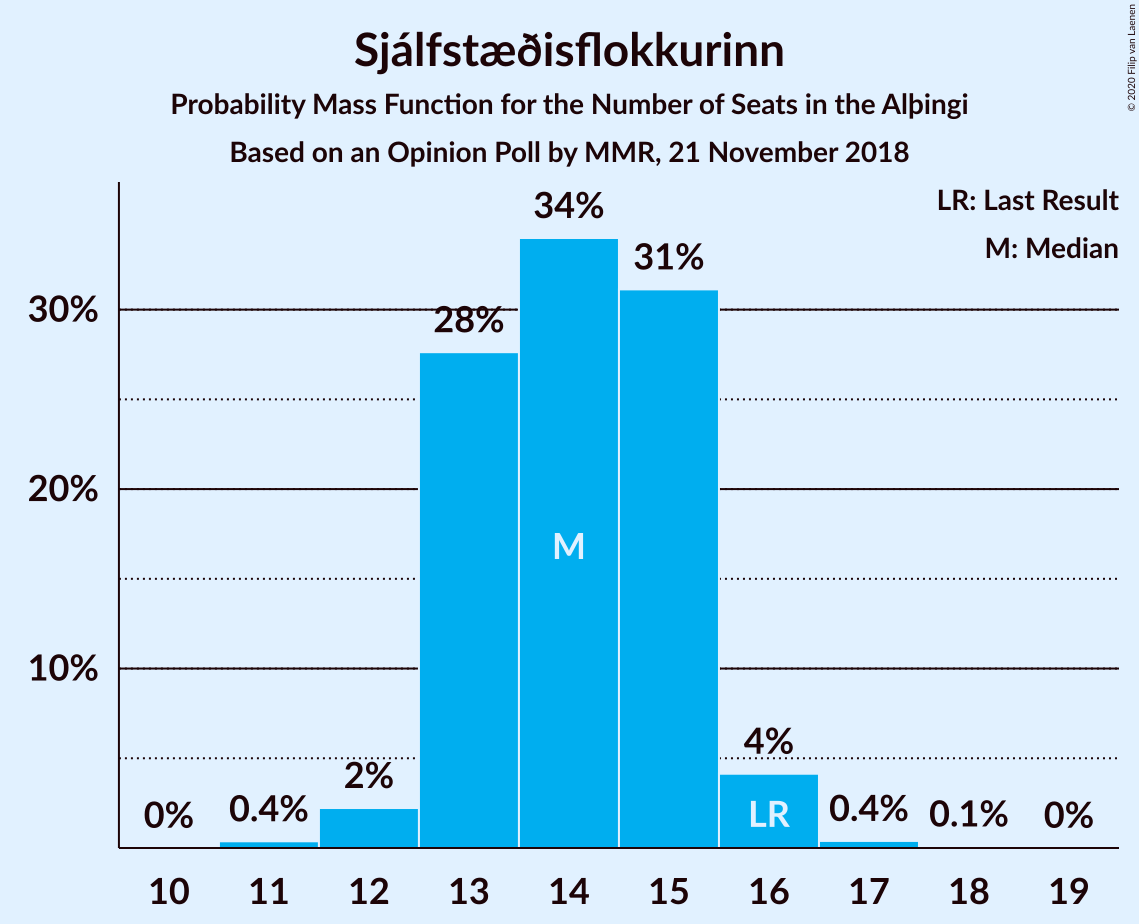 Sjálfstæðisflokkurinn
Probability Mass Function for the Number of Seats in the Alþingi
Based on an Opinion Poll by MMR, 21 November 2018
© 2020 Filip van Laenen
LR: Last Result
M: Median
30%
20%
10%
0%
0.4%
2%
28%
34%
31%
4%
0.4%
0.1%
0%
M
LR
10 11 12 13 14 15 16 17 18 19